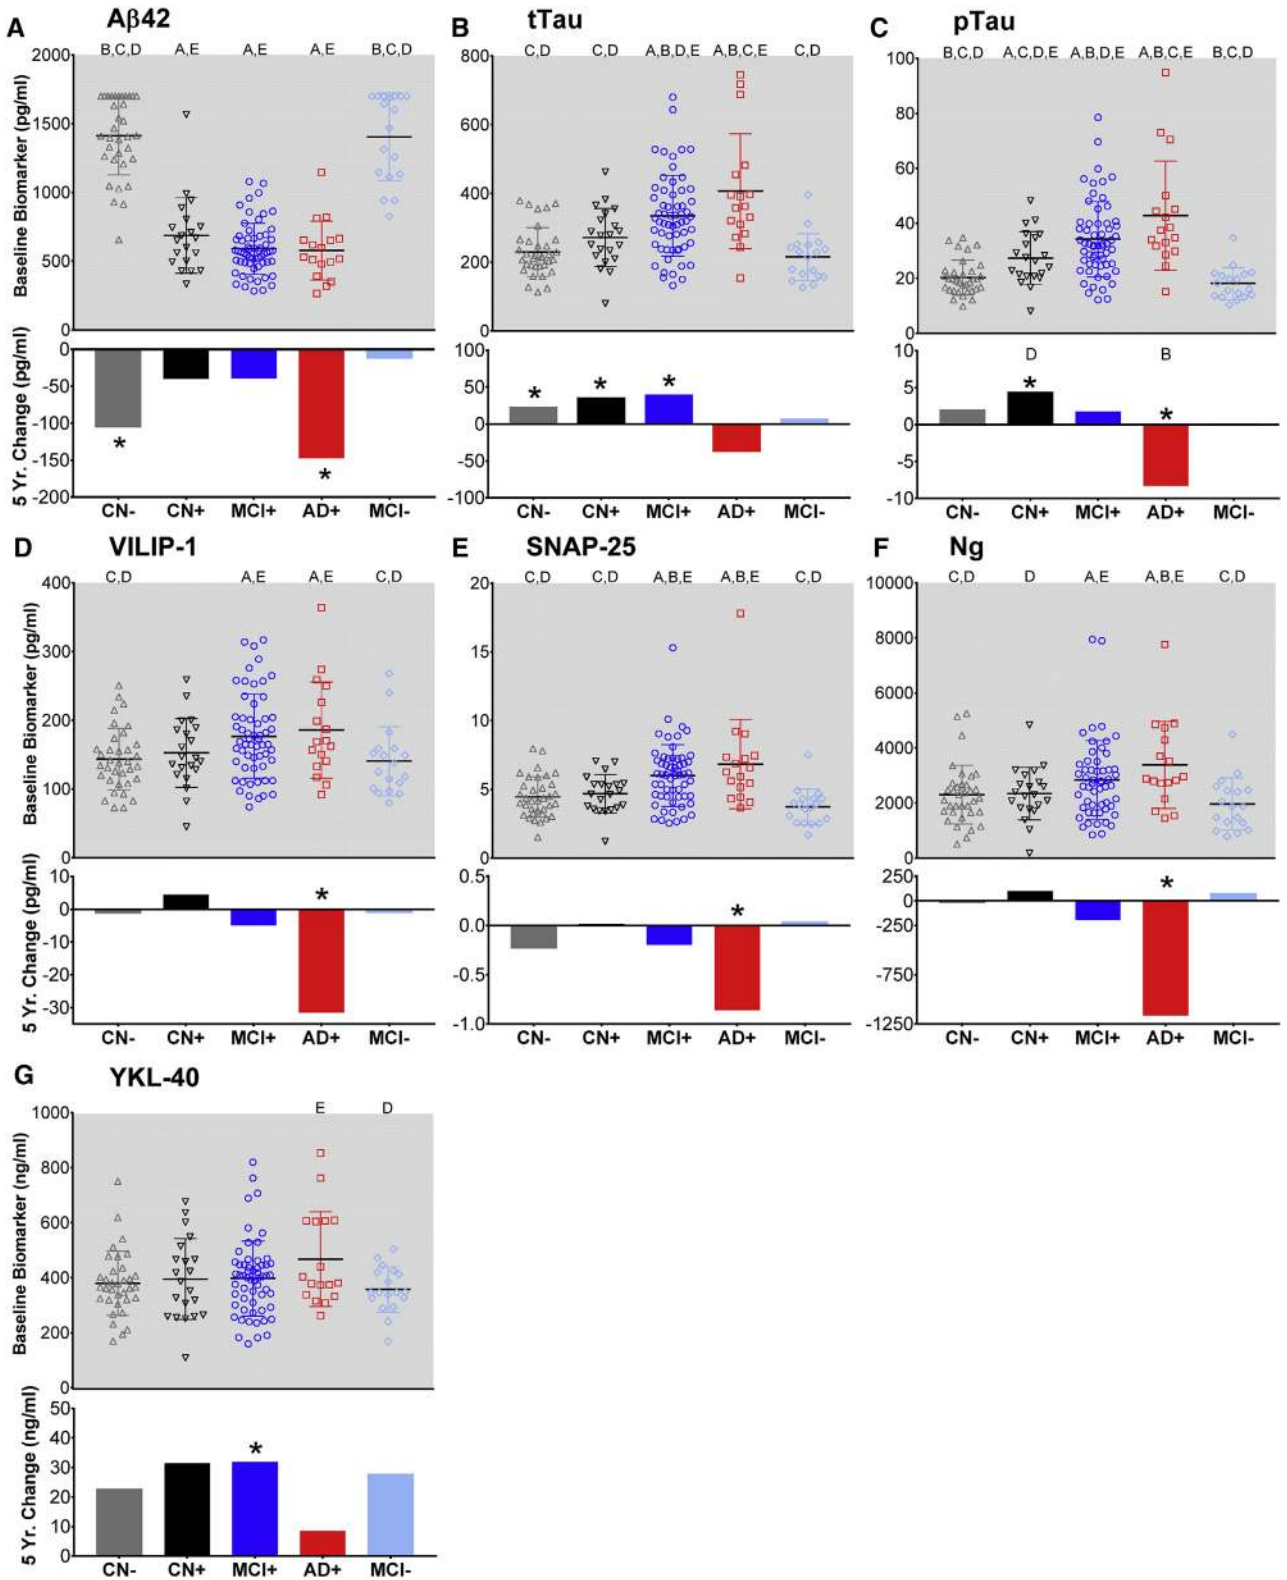 A
Aβ42
B,C,D A,E A,E A,E B,C,D
Baseline Biomarker (pg/ml)
2000
1500
1000
500
0
5 Yr. Change (pg/ml)
0
-50
-100
-150
-200
*
*
CN- CN+ MCI+ AD+ MCI-
B
tTau
C,D C,D A,B,D,E A,B,C,E C,D
800
600
400
200
0
100
50
0
-50
-100
* * *
CN- CN+ MCI+ AD+ MCI-
C
pTau
B,C,D A,C,D,E A,B,D,E A,B,C,E B,C,D
100
80
60
40
20
0
10
5
0
-5
-10
D B
* *
CN- CN+ MCI+ AD+ MCI-
D
VILIP-1
C,D A,E A,E C,D
Baseline Biomarker (pg/ml)
400
300
200
100
0
5 Yr. Change (pg/ml)
10
0
-10
-20
-30
*
CN- CN+ MCI+ AD+ MCI-
E
SNAP-25
C,D C,D A,B,E A,B,E C,D
20
15
10
5
0
0.5
0.0
-0.5
-1.0
*
CN- CN+ MCI+ AD+ MCI-
F
Ng
C,D D A,E A,B,E C,D
10000
8000
6000
4000
2000
0
250
0
-250
-750
-1250
*
CN- CN+ MCI+ AD+ MCI-
G
YKL-40
E D
Baseline Biomarker (ng/ml)
1000
800
600
400
200
0
5 Yr. Change (ng/ml)
50
40
30
20
10
0
*
CN- CN+ MCI+ AD+ MCI-